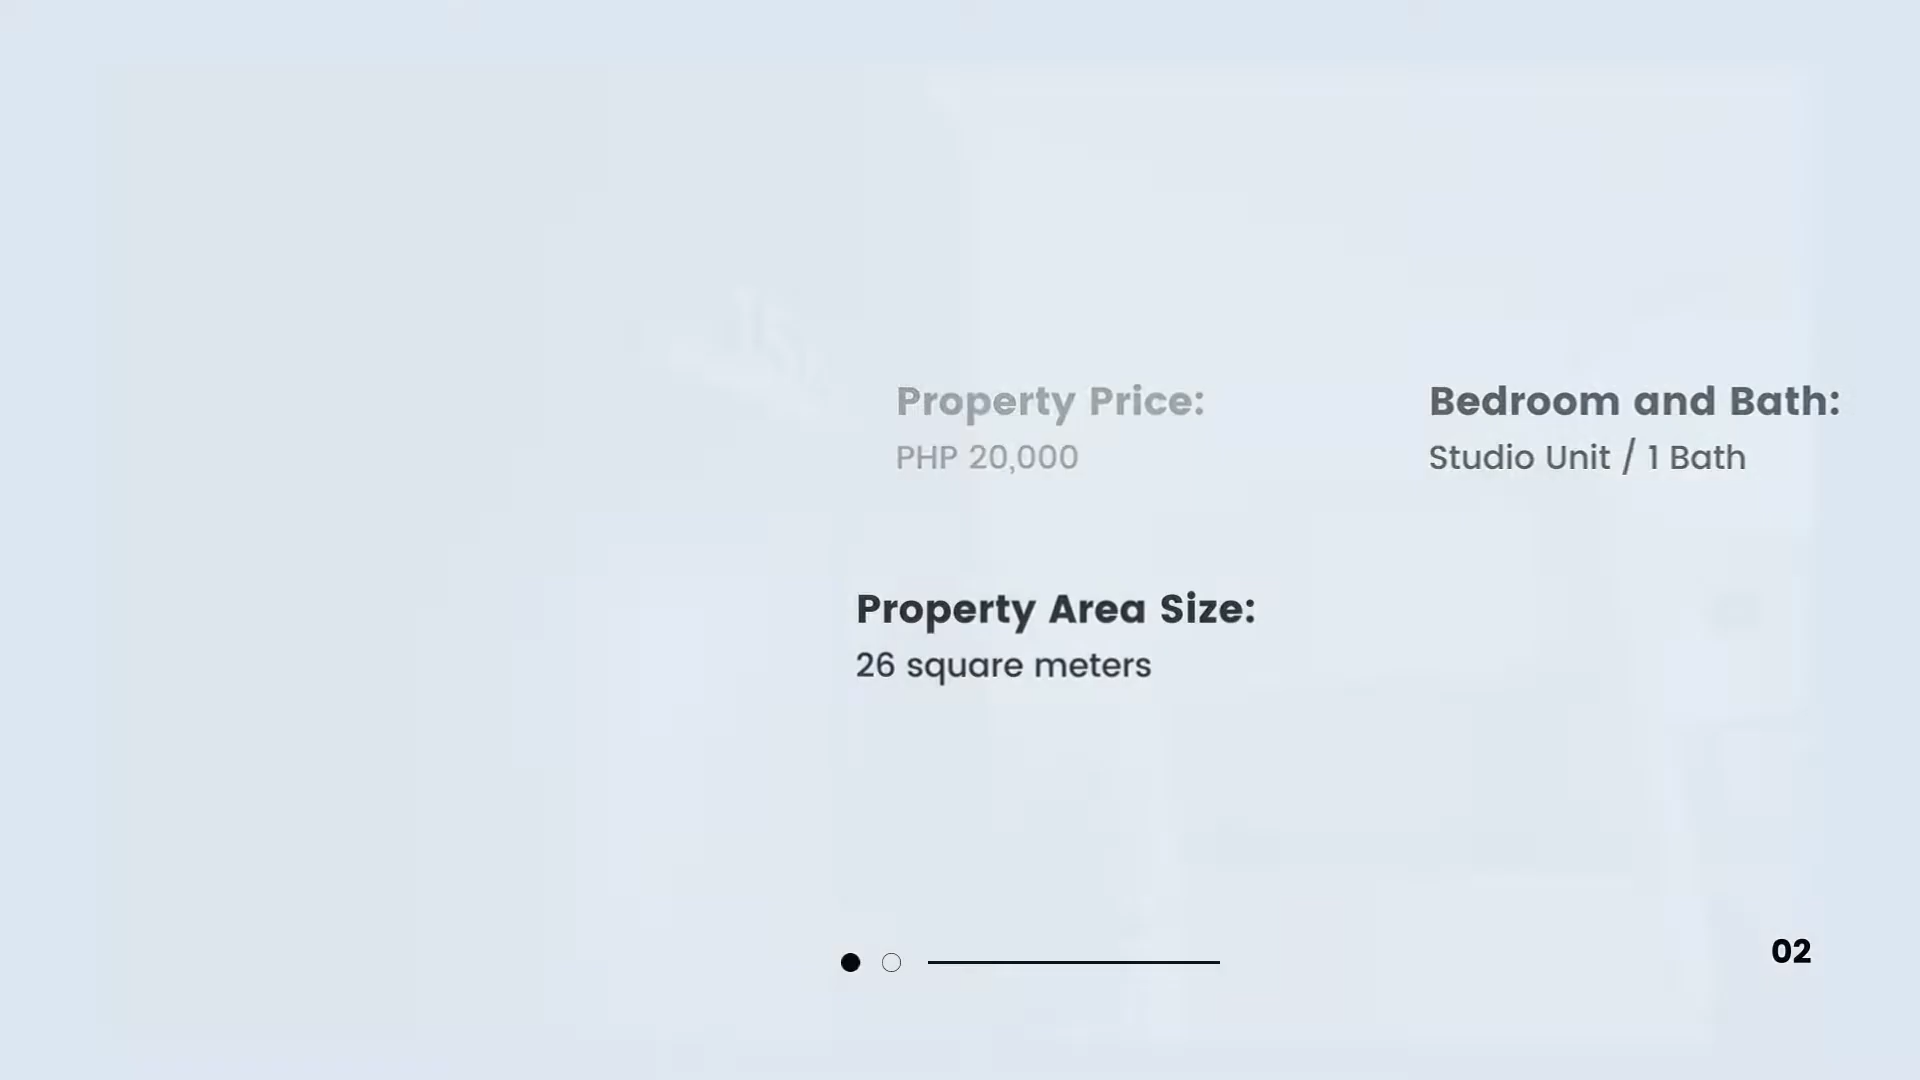 Property Price:
PHP 20,000
Bedroom and Bath:
Studio Unit / 1 Bath
Property Area Size:
26 square meters
02